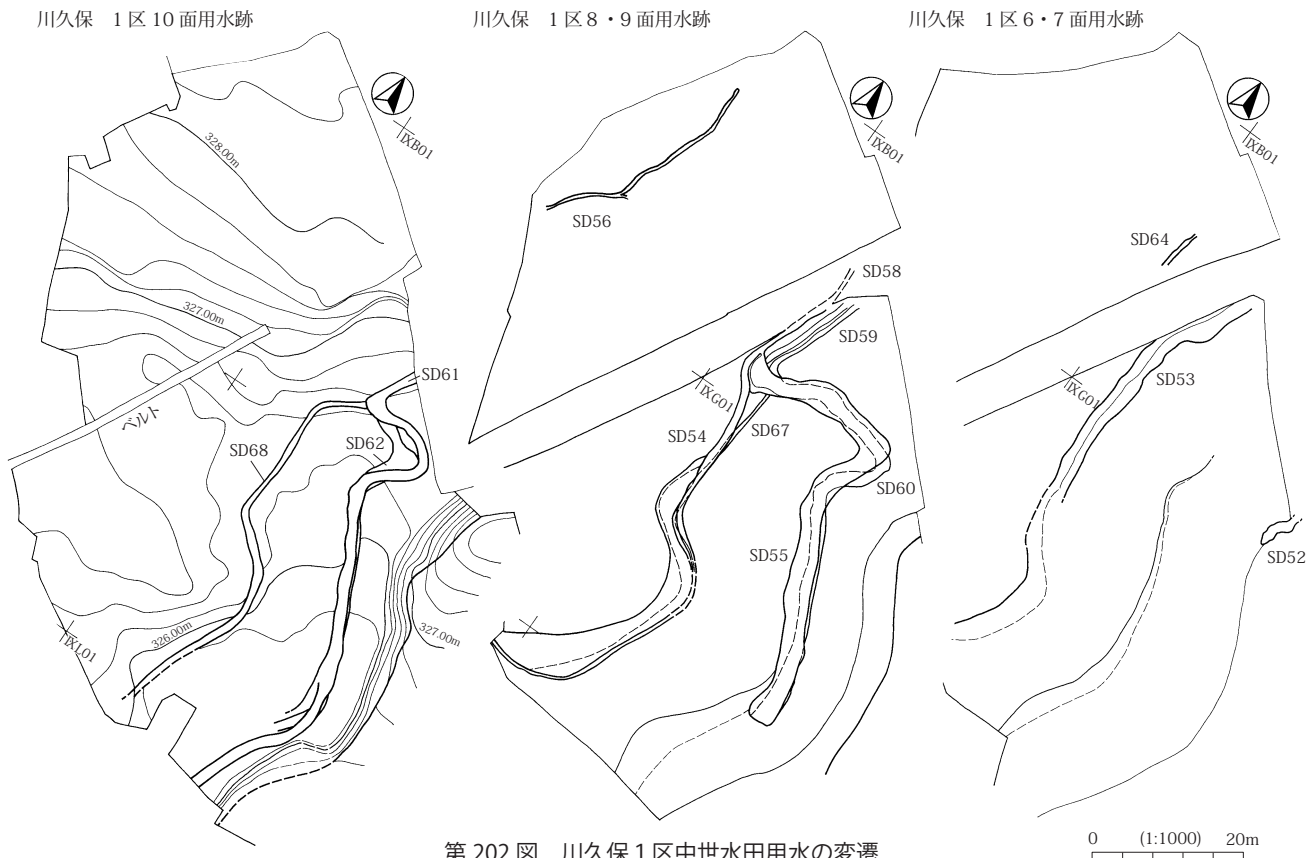 川久保　1区10面用水跡
328.00m
IXB01
327.00m
ベルト
SD61
SD68
SD62
IXL01
326.00m
327.00m
川久保　1区8・9面用水跡
IXB01
SD56
SD58
SD59
IXG01
SD54
SD67
SD60
SD55
川久保　1区6・7面用水跡
IXB01
SD64
IXG01
SD53
SD52
第202図　川久保1区中世水田用水の変遷
0 (1:1000) 20m